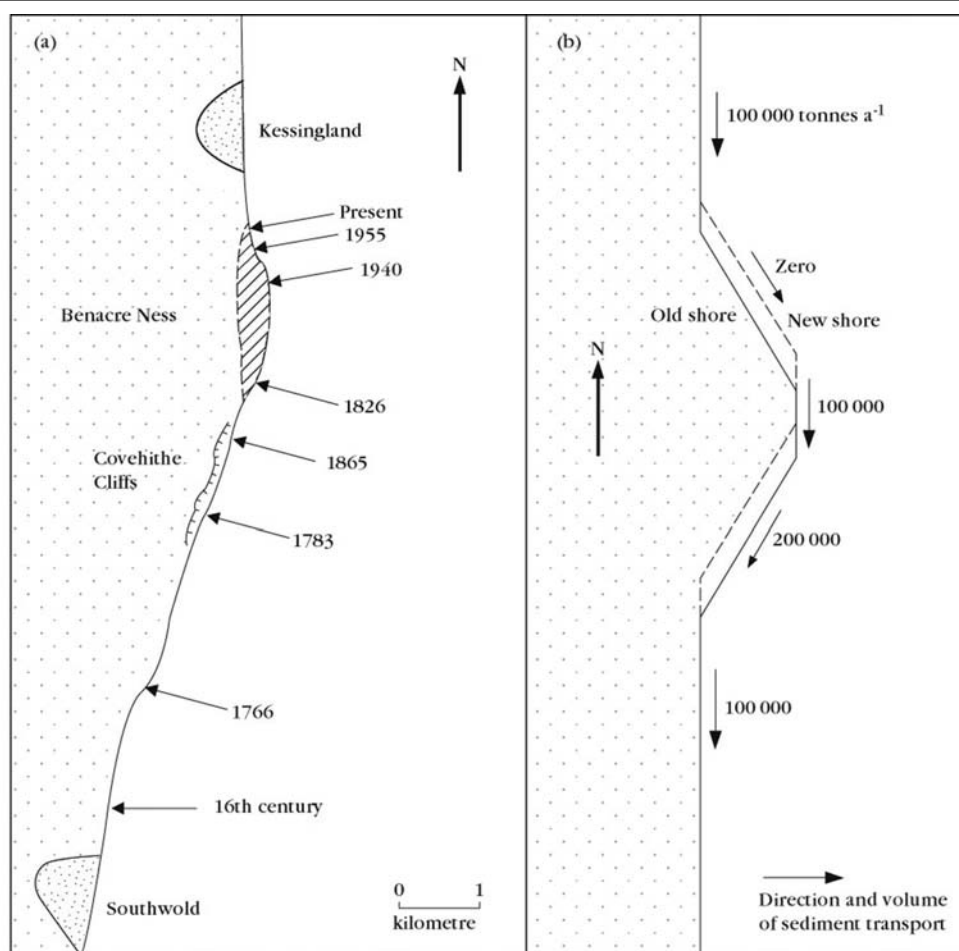 (a)
N
Kessingland
Present
1955
1940
Benacre Ness
1826
Covehithe
Cliffs
1865
1783
1766
16th century
Southwold
0 1
kilometre
(b)
100 000 tonnes a⁻¹
Zero
Old shore
New shore
N
100 000
200 000
100 000
Direction and volume
of sediment transport